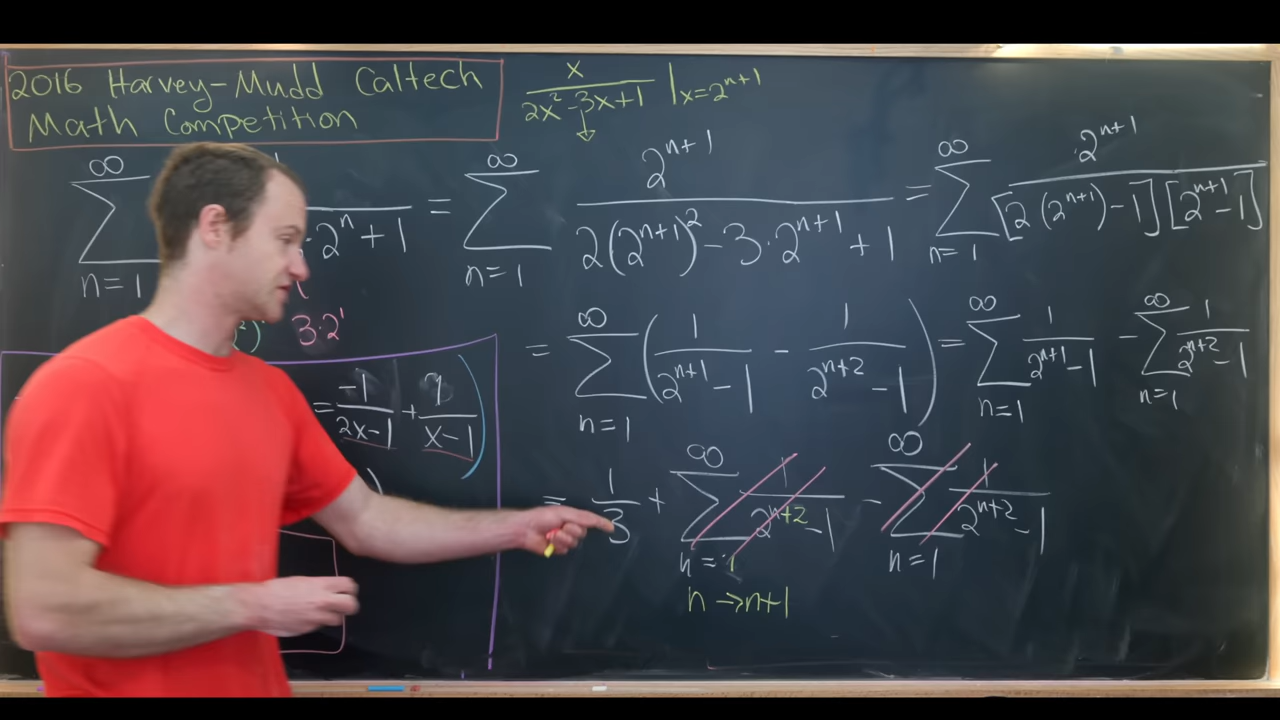 2016 Harvey-Mudd Caltech
Math Competition
x/(2x²-3x+1) |x=2^(n+1)
∞ ∑ n=1 ·2^n+1 = ∞ ∑ n=1 2^(n+1)/(2(2^(n+1))²-3·2^(n+1)+1) = ∞ ∑ n=1 2^(n+1)/([2(2^(n+1))-1][2^(n+1)-1])
3·2^1
= ∞ ∑ n=1 (1/(2^(n+1)-1) - 1/(2^(n+2)-1)) = ∞ ∑ n=1 1/(2^(n+1)-1) - ∞ ∑ n=1 1/(2^(n+2)-1)
= -1/(2x-1) + /(x-1)
= 1/3 + ∞ ∑ n=1 1/(2^(n+2)-1) - ∞ ∑ n=1 1/(2^(n+2)-1)
n→n+1